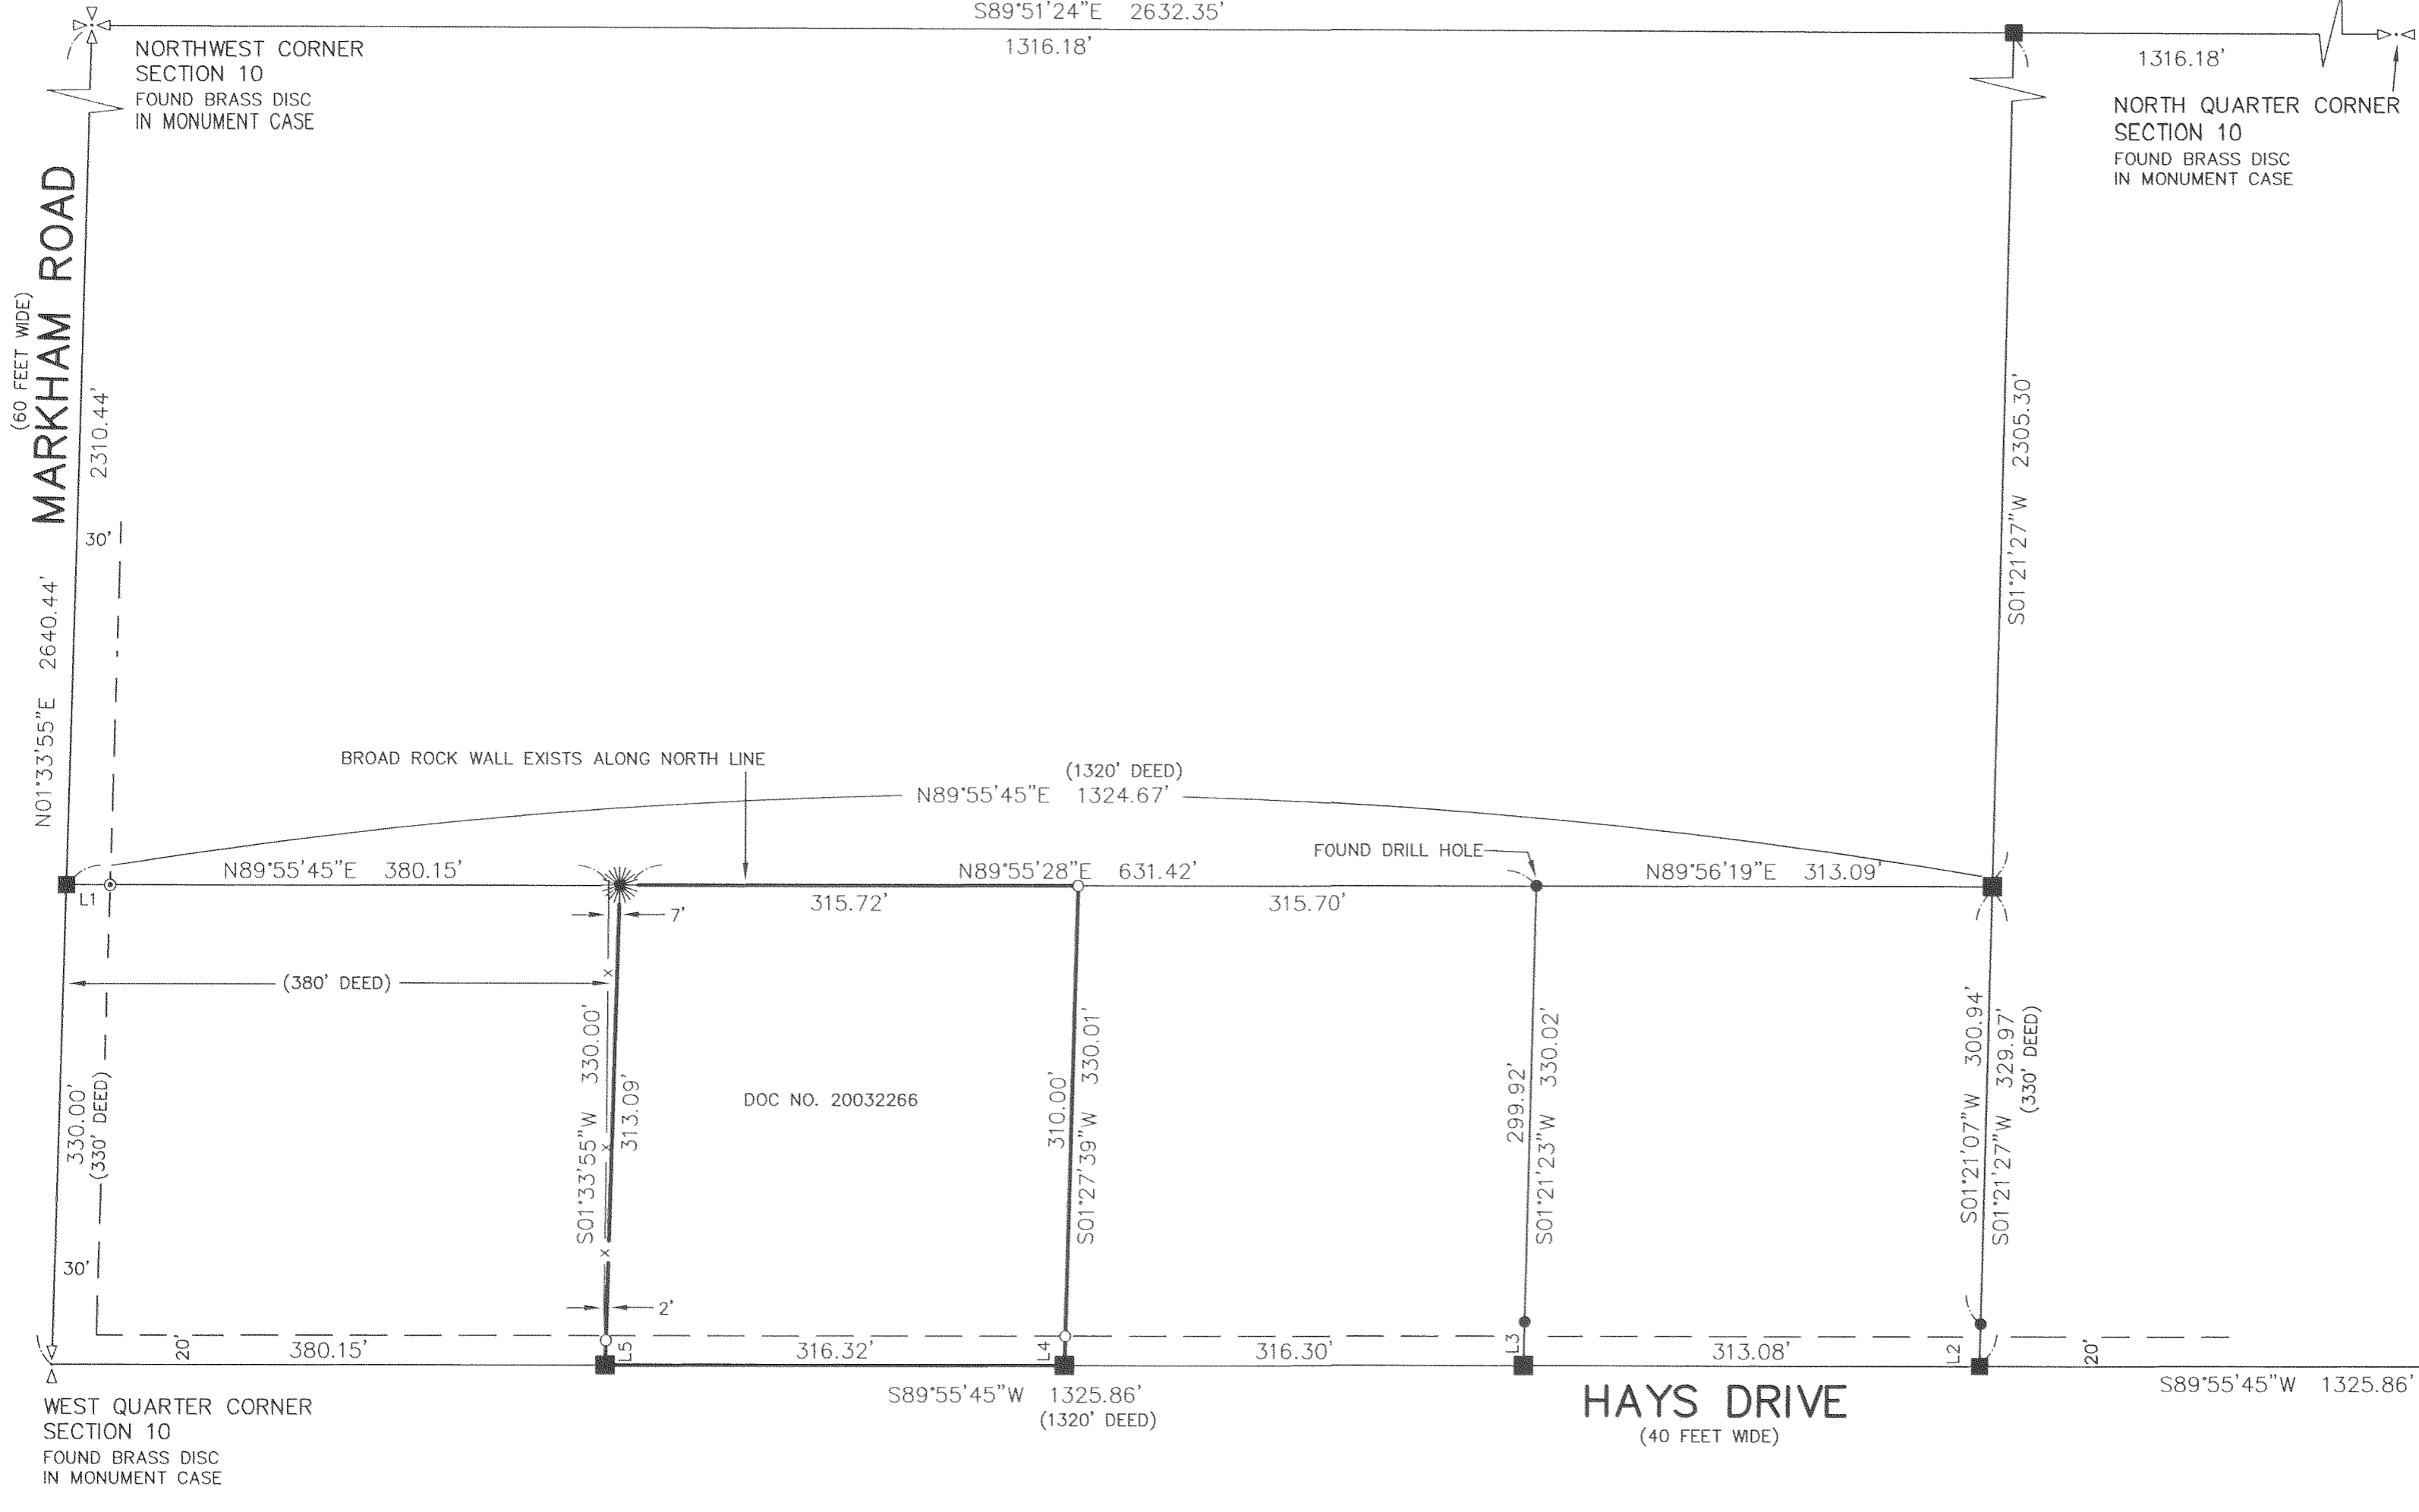 S89°51'24"E 2632.35'
1316.18'
1316.18'
NORTHWEST CORNER
SECTION 10
FOUND BRASS DISC
IN MONUMENT CASE
NORTH QUARTER CORNER
SECTION 10
FOUND BRASS DISC
IN MONUMENT CASE
MARKHAM ROAD
(60 FEET WIDE)
2310.44'
30'
N01°33'55"E 2640.44'
S01°21'27"W 2305.30'
BROAD ROCK WALL EXISTS ALONG NORTH LINE
(1320' DEED)
N89°55'45"E 1324.67'
FOUND DRILL HOLE
N89°55'45"E 380.15'
N89°55'28"E 631.42'
N89°56'19"E 313.09'
L1
315.72'
315.70'
7'
(380' DEED)
330.00'
(330' DEED)
S01°33'55"W 330.00'
313.09'
DOC NO. 20032266
310.00'
S01°27'39"W 330.01'
299.92'
S01°21'23"W 330.02'
S01°21'07"W 300.94'
S01°21'27"W 329.97'
(330' DEED)
30'
2'
20'
380.15'
L5
316.32'
L4
316.30'
L3
313.08'
L2
20'
S89°55'45"W 1325.86'
(1320' DEED)
HAYS DRIVE
(40 FEET WIDE)
S89°55'45"W 1325.86'
WEST QUARTER CORNER
SECTION 10
FOUND BRASS DISC
IN MONUMENT CASE